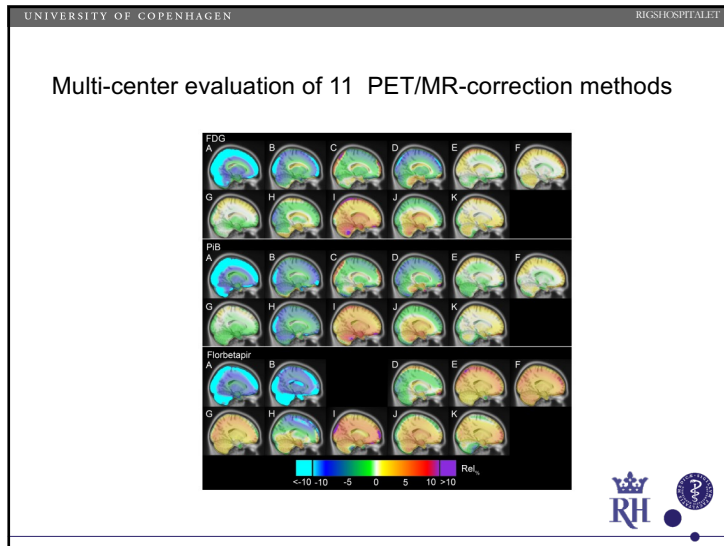 UNIVERSITY OF COPENHAGEN
RIGSHOSPITALET
Multi-center evaluation of 11 PET/MR-correction methods
FDG
A B C D E F
G H I J K
PiB
A B C D E F
G H I J K
Florbetapir
A B D E F
G H I J K
Rel%
<-10 -10 -5 0 5 10 >10
RH